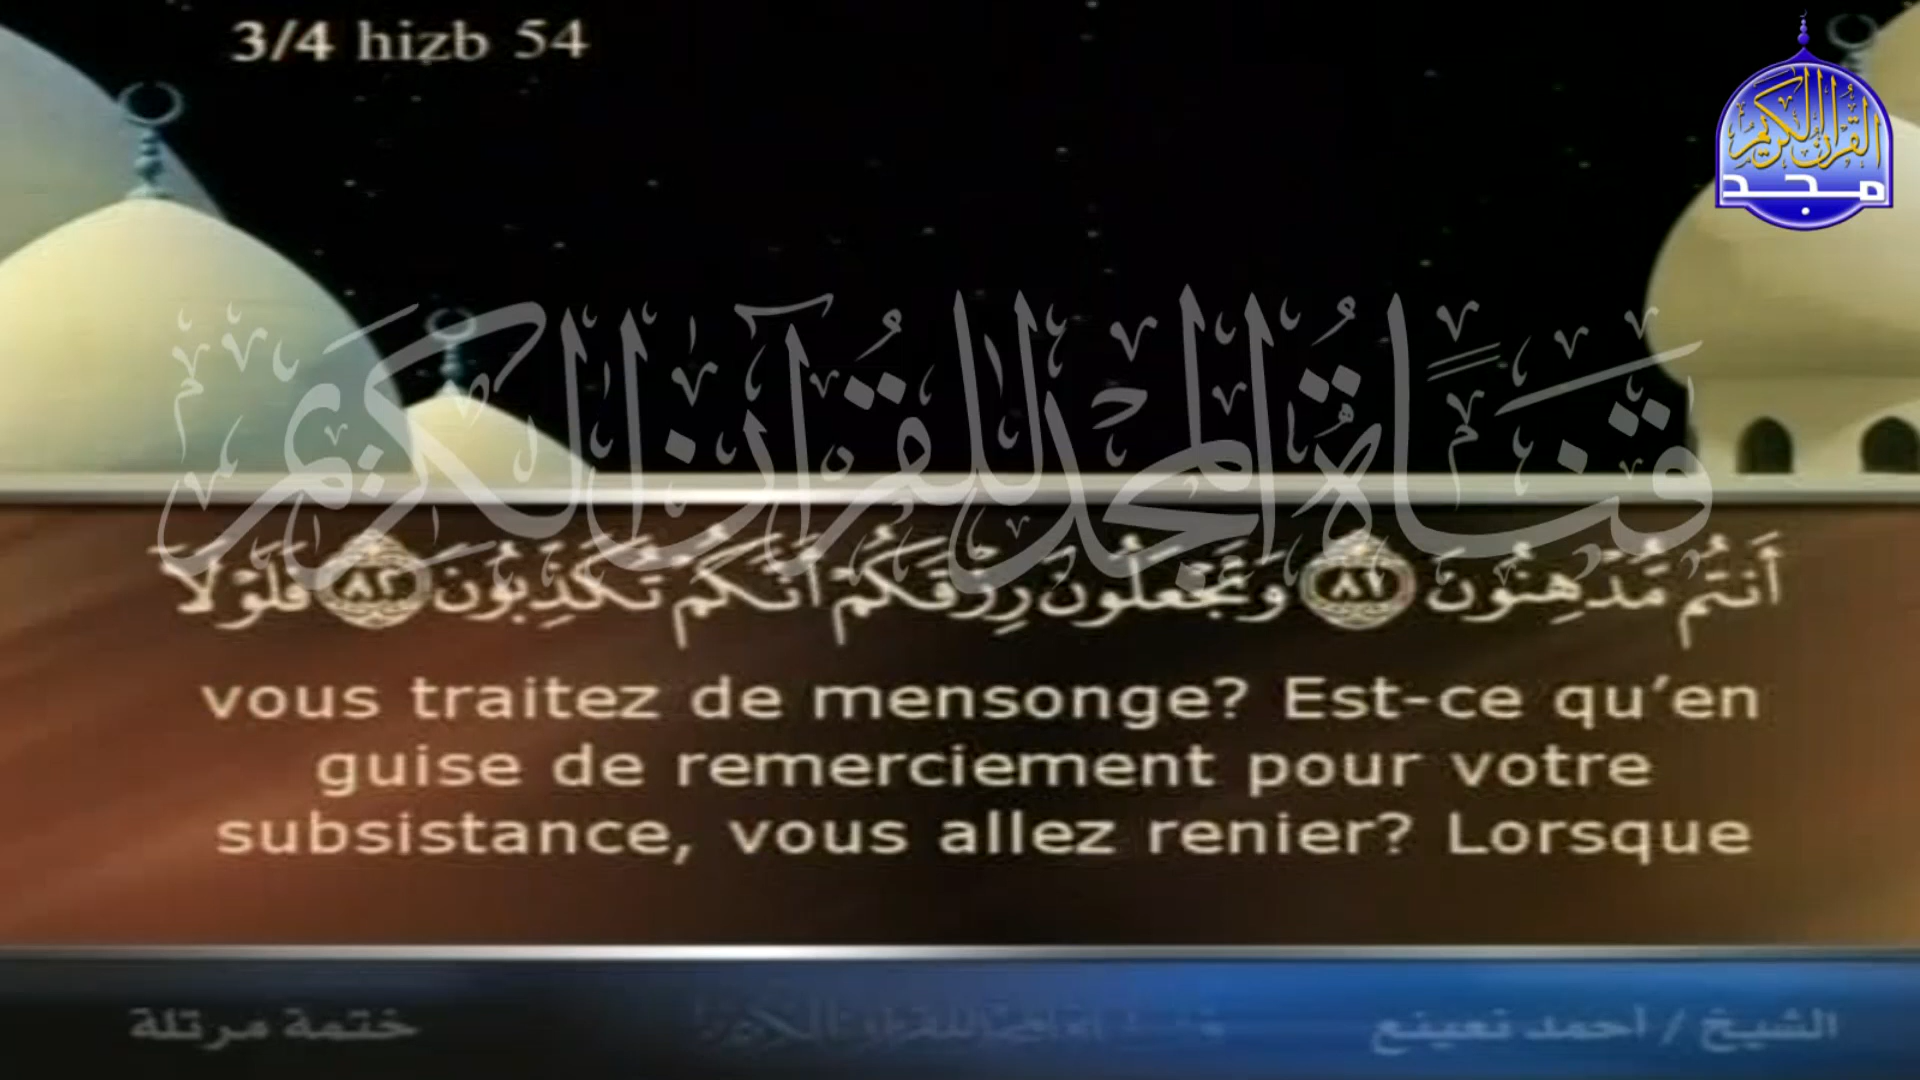 3/4 hizb 54
القرآن الكريم
مجد
قناة المجد للقرآن الكريم
أَنتُم مُّدْهِنُونَ ٨١ وَتَجْعَلُونَ رِزْقَكُمْ أَنَّكُمْ تُكَذِّبُونَ ٨٢ فَلَوْلَا
vous traitez de mensonge? Est-ce qu’en
guise de remerciement pour votre
subsistance, vous allez renier? Lorsque
الشيخ / أحمد نعينع
ختمة مرتلة